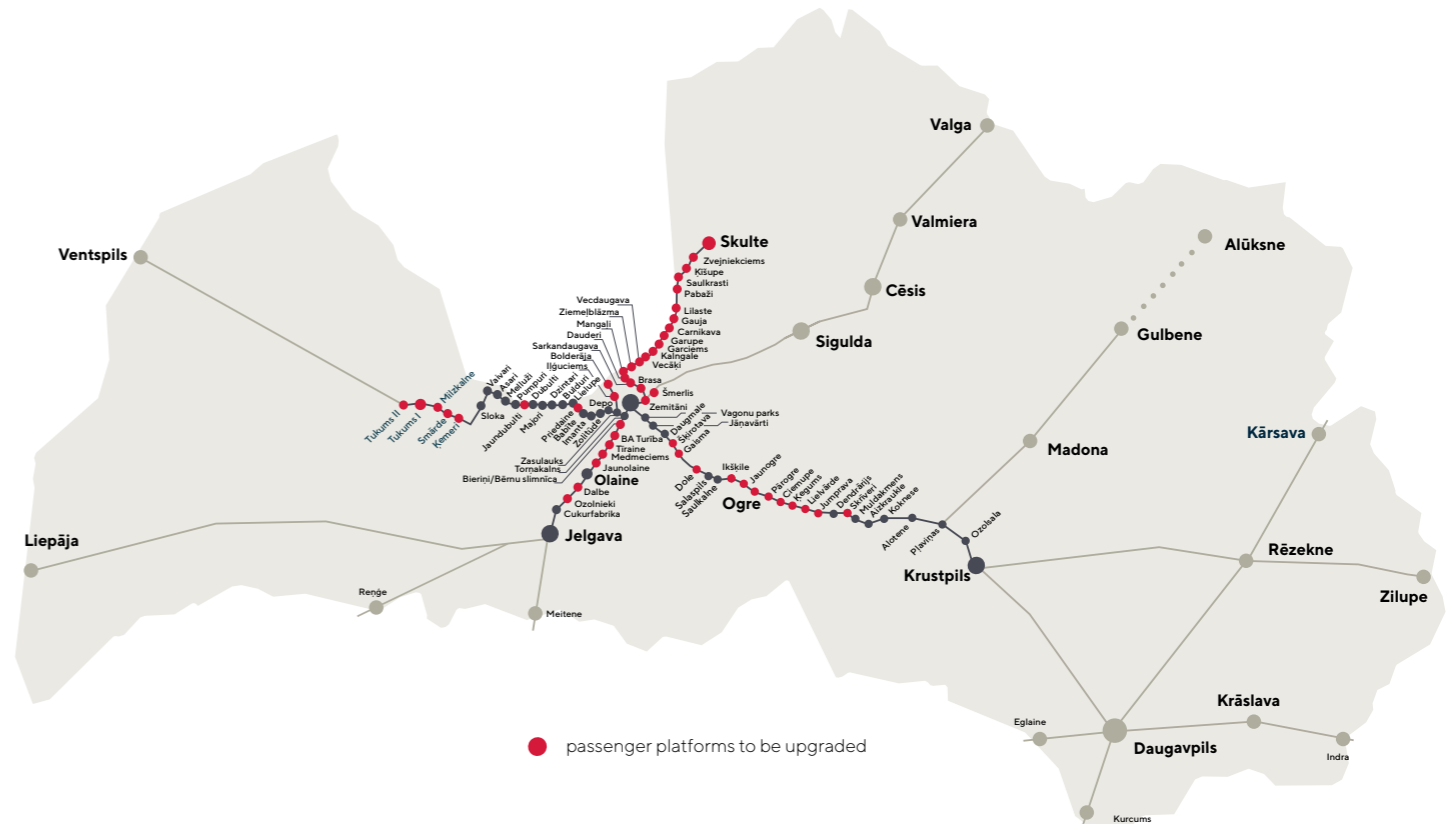 Valga
Valmiera
Cēsis
Sigulda
Alūksne
Gulbene
Madona
Kārsava
Rēzekne
Zilupe
Krāslava
Indra
Daugavpils
Eglaine
Kurcums
Ventspils
Liepāja
Renģe
Meitene
Skulte
Zvejniekciems
Ķīšupe
Saulkrasti
Pabaži
Lilaste
Gauja
Carnikava
Garupe
Garciems
Kalngale
Vecāķi
Vecdaugava
Ziemeļblāzma
Mangaļi
Dauderi
Sarkandaugava
Bolderāja
Iļģuciems
Brasa
Šmerlis
Zemitāni
Depo
Tukums II
Tukums I
Milzkalne
Smārde
Ķemeri
Sloka
Vaivari
Asari
Melluži
Pumpuri
Jaundubulti
Dubulti
Majori
Dzintari
Bulduri
Lielupe
Priedaine
Babīte
Imanta
Zolitūde
Zasulauks
Torņakalns
Bieriņi/Bērnu slimnīca
BA Turība
Tīraine
Medmeciems
Jaunolaine
Olaine
Dalbe
Ozolnieki
Cukurfabrika
Jelgava
Vagonu parks
Jāņavārti
Daugmale
Šķirotava
Gaisma
Dole
Salaspils
Saulkalne
Ikšķile
Jaunogre
Ogre
Pārogre
Ciemupe
Ķegums
Lielvārde
Jumprava
Dendrārijs
Skrīveri
Muldakmens
Aizkraukle
Koknese
Alotene
Pļaviņas
Ozolsala
Krustpils
passenger platforms to be upgraded